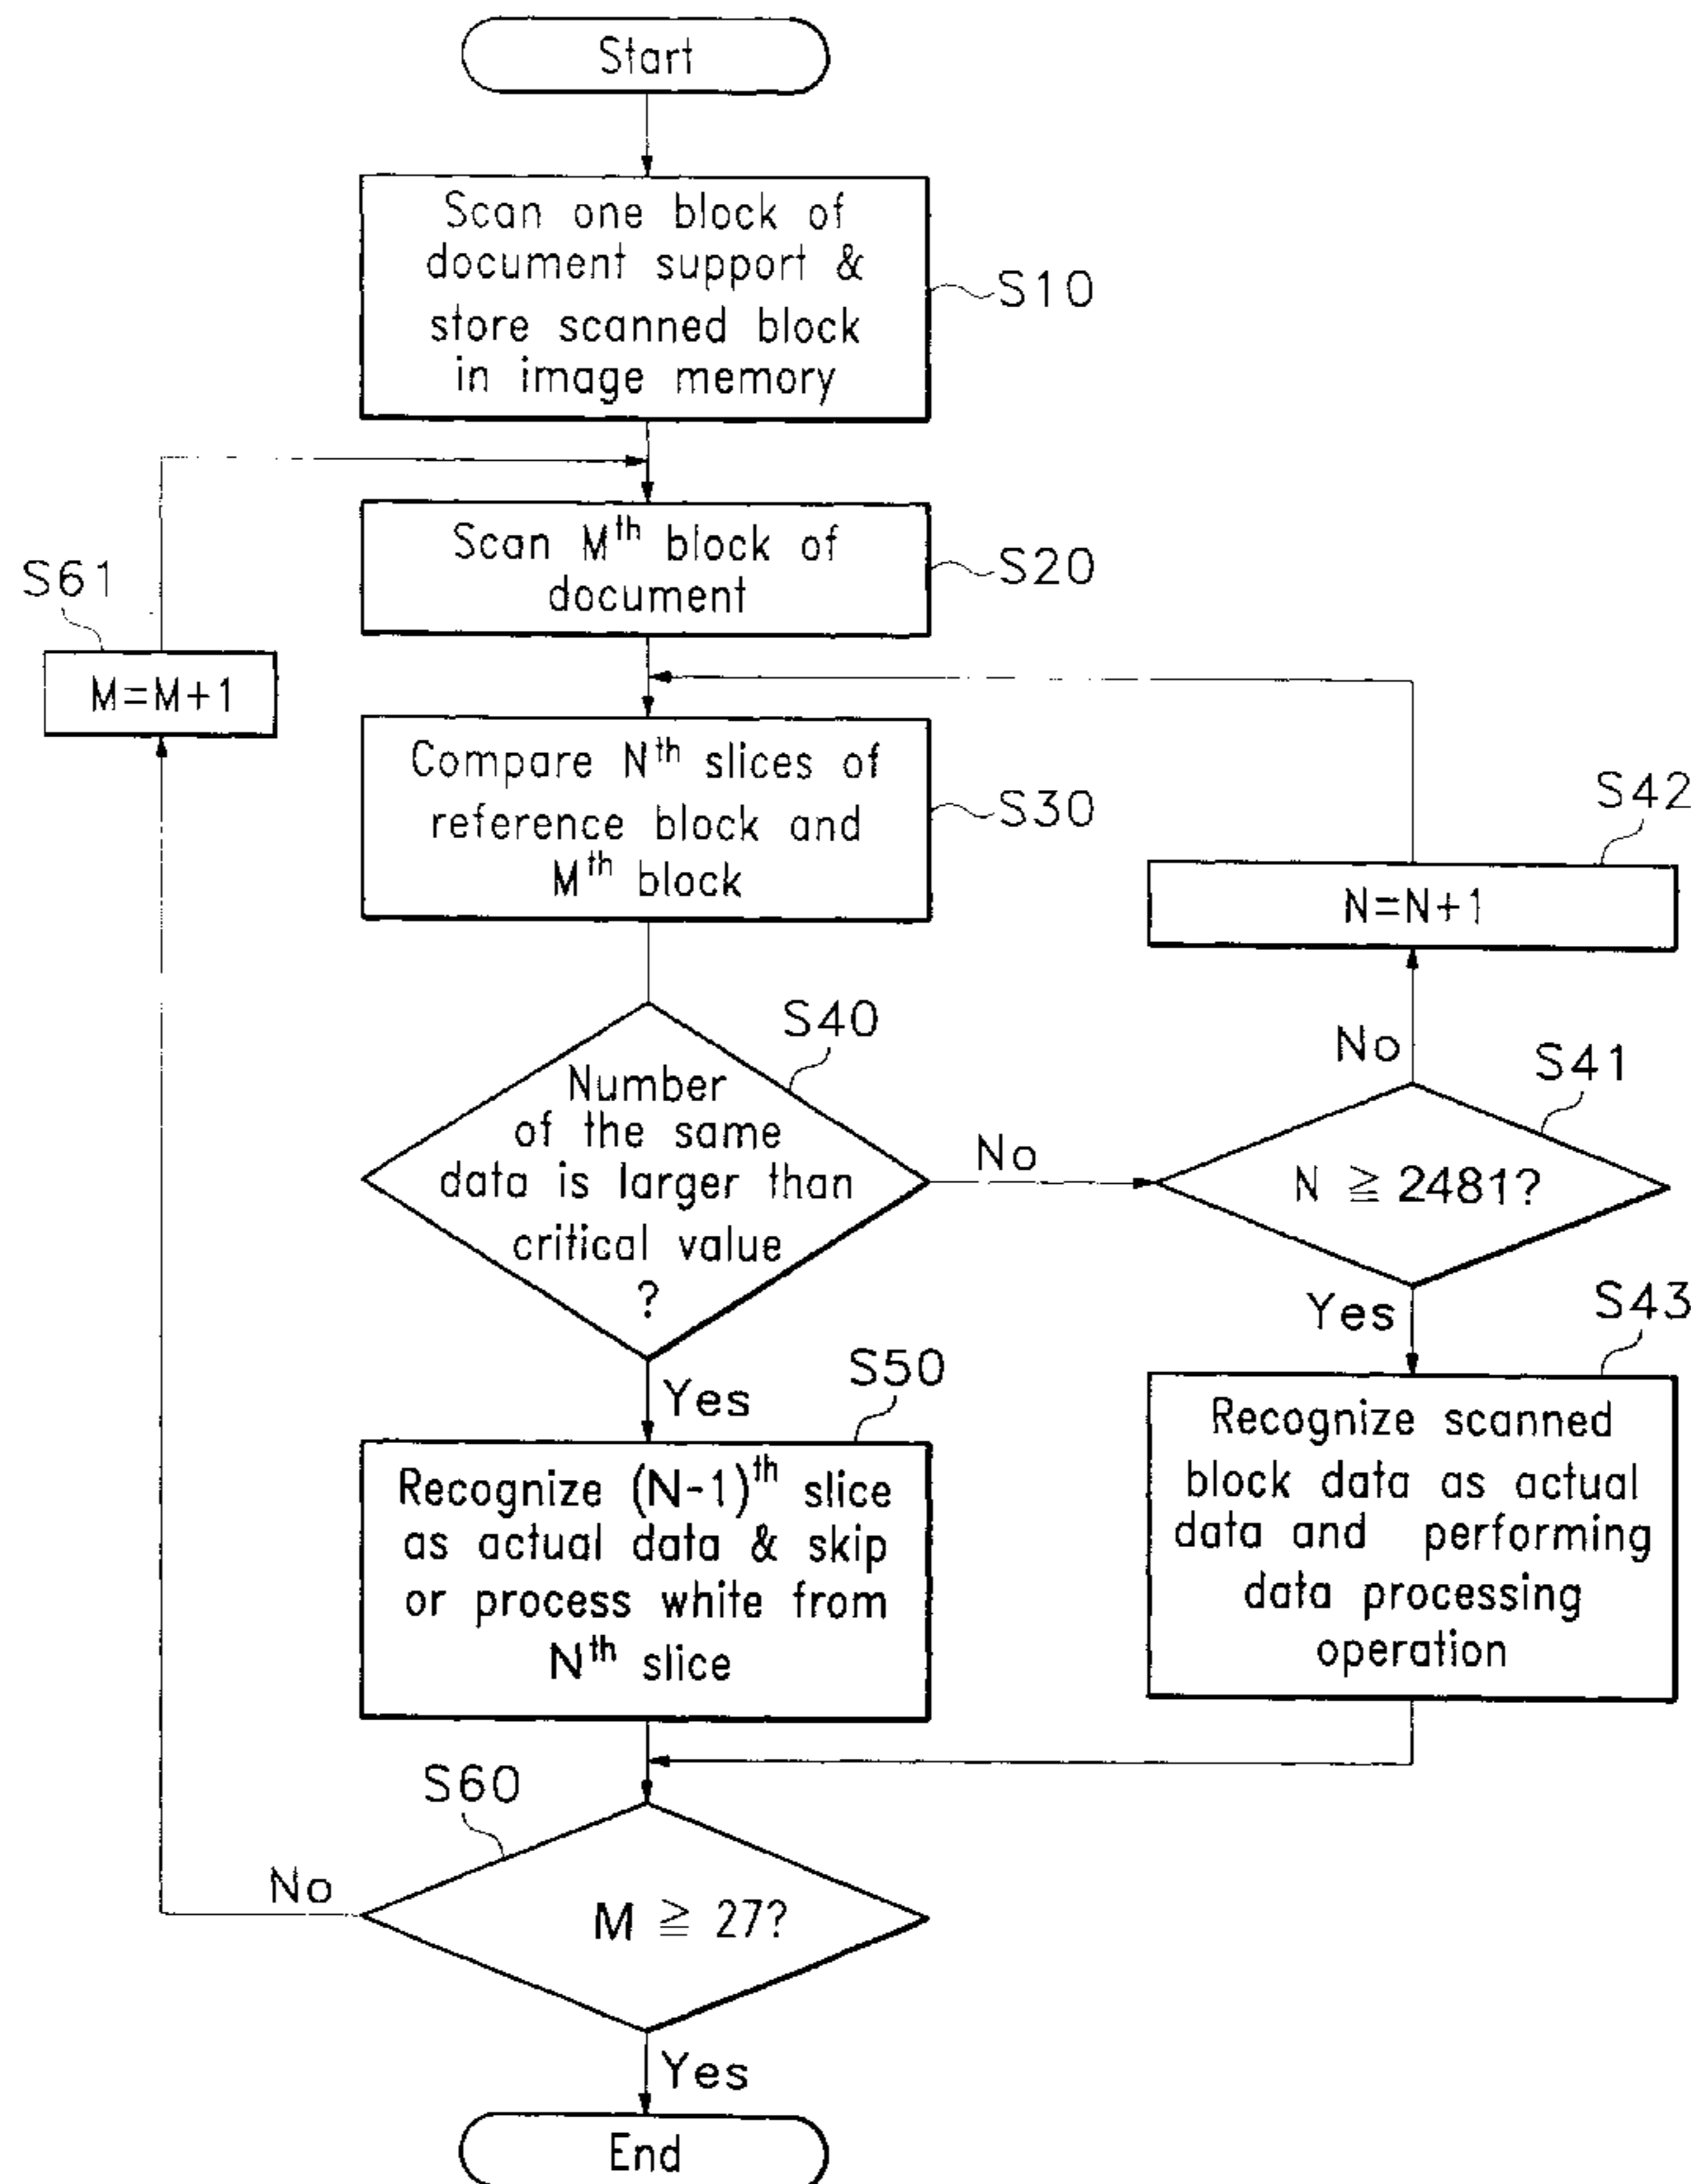 Start
Scan one block of
document support &
store scanned block
in image memory
S10
Scan Mth block of
document
S20
S61
M=M+1
Compare Nth slices of
reference block and
Mth block
S30
S42
N=N+1
S40
Number
of the same
data is larger than
critical value
?
No
No
S41
N ≧ 2481?
Yes
S43
Yes
S50
Recognize (N-1)th slice
as actual data & skip
or process white from
Nth slice
Recognize scanned
block data as actual
data and performing
data processing
operation
S60
No
M ≧ 27?
Yes
End